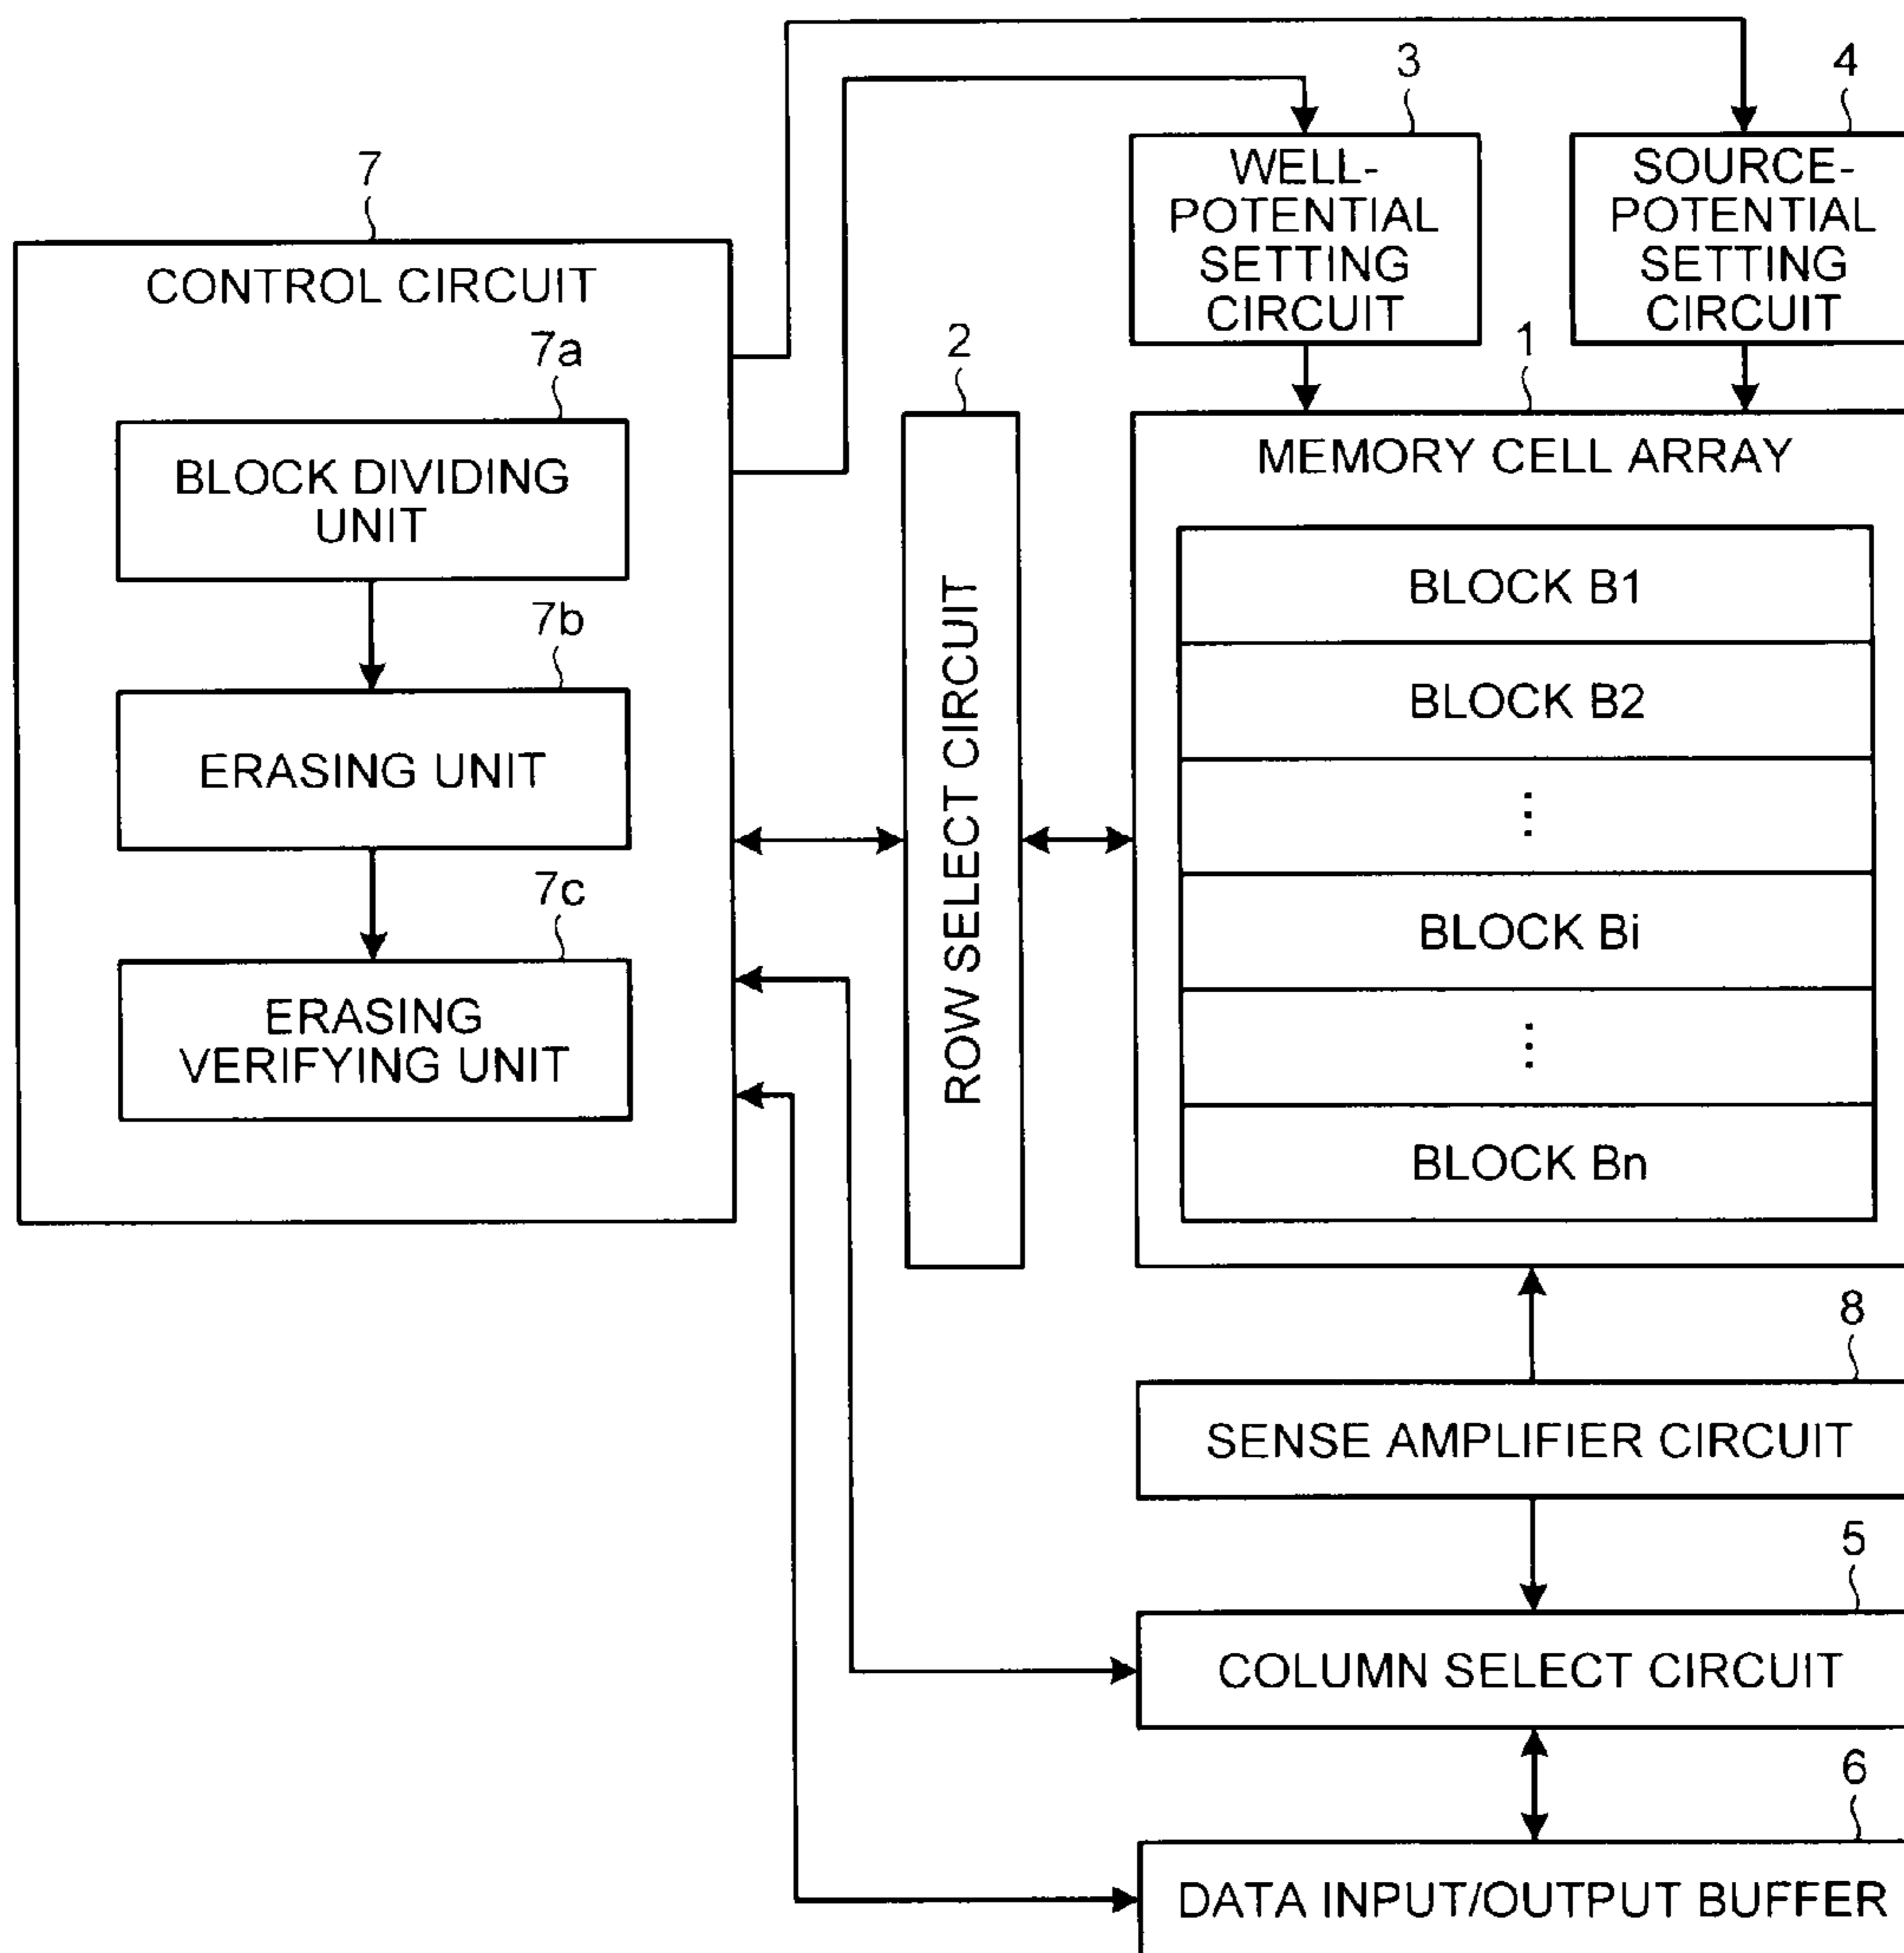 3
4
WELL-
POTENTIAL
SETTING
CIRCUIT
SOURCE-
POTENTIAL
SETTING
CIRCUIT
7
CONTROL CIRCUIT
7a
BLOCK DIVIDING
UNIT
7b
ERASING UNIT
7c
ERASING
VERIFYING UNIT
2
ROW SELECT CIRCUIT
1
MEMORY CELL ARRAY
BLOCK B1
BLOCK B2
⋮
BLOCK Bi
⋮
BLOCK Bn
8
SENSE AMPLIFIER CIRCUIT
5
COLUMN SELECT CIRCUIT
6
DATA INPUT/OUTPUT BUFFER